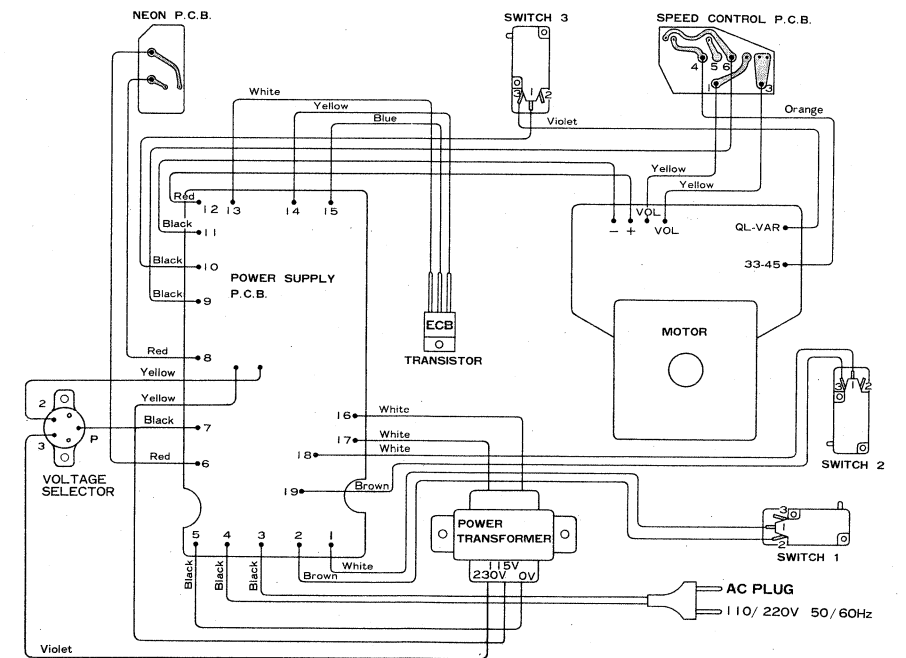 NEON P.C.B.
SWITCH 3
SPEED CONTROL P.C.B.
4 5 6
1 3
3 1 2
White
Yellow
Blue
Violet
Orange
Yellow
Yellow
Red
12 13 14 15
Black
11
Black
10
Black
9
POWER SUPPLY
P.C.B.
- + VOL VOL
QL-VAR
33-45
ECB
TRANSISTOR
MOTOR
Red
8
Yellow
Yellow
2
Black
7
P
3
Red
6
VOLTAGE
SELECTOR
16
White
17
White
18
White
19
Brown
3 1 2
SWITCH 2
POWER
TRANSFORMER
115V
230V 0V
3
1
2
SWITCH 1
5 4 3 2 1
Black
Black
Black
White
Brown
AC PLUG
110/220V 50/60Hz
Violet